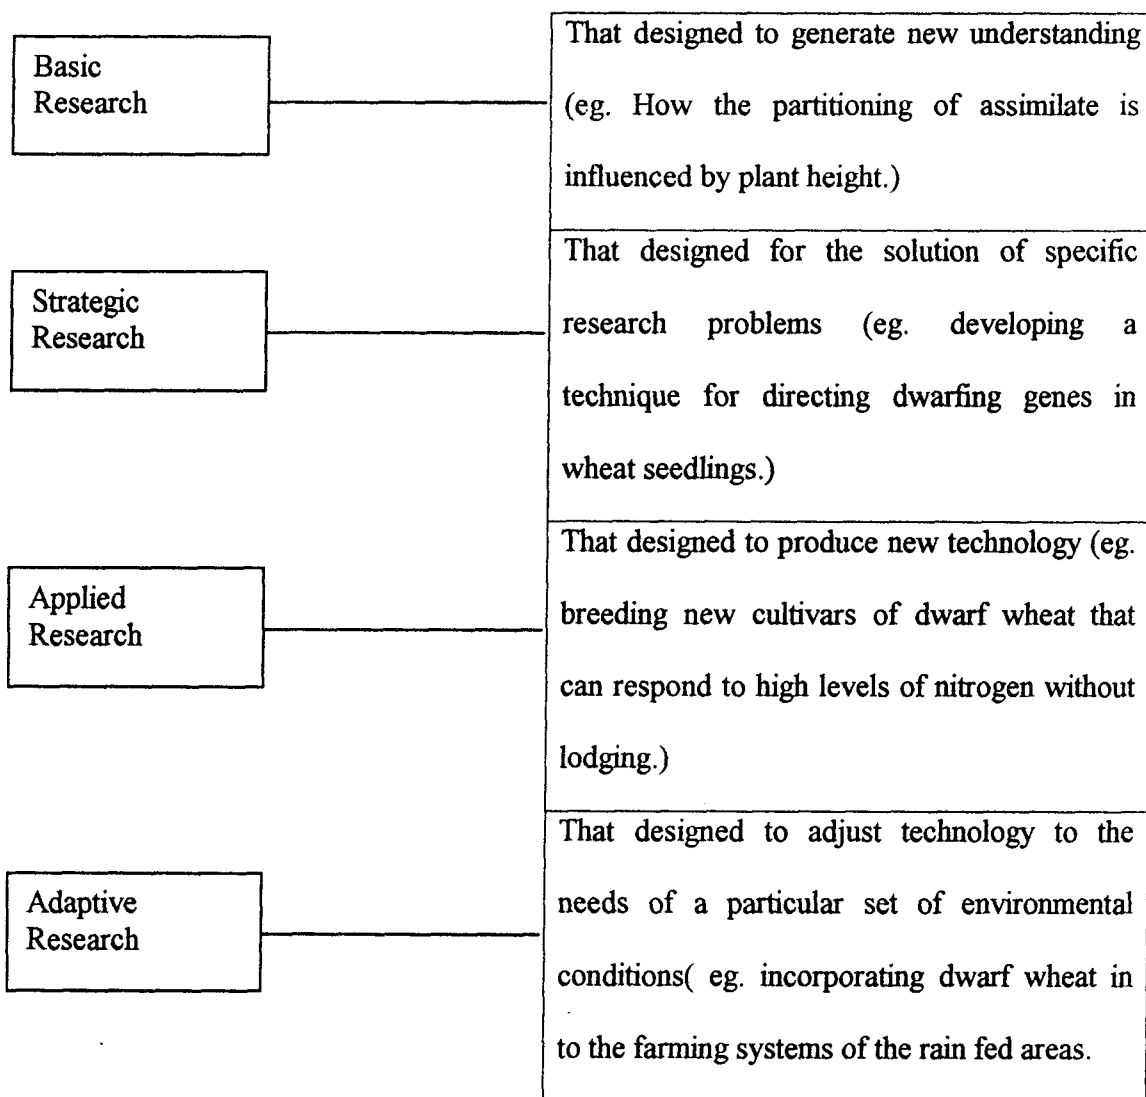 Basic
Research
That designed to generate new understanding
(eg. How the partitioning of assimilate is
influenced by plant height.)
Strategic
Research
That designed for the solution of specific
research problems (eg. developing a
technique for directing dwarfing genes in
wheat seedlings.)
Applied
Research
That designed to produce new technology (eg.
breeding new cultivars of dwarf wheat that
can respond to high levels of nitrogen without
lodging.)
Adaptive
Research
That designed to adjust technology to the
needs of a particular set of environmental
conditions( eg. incorporating dwarf wheat in
to the farming systems of the rain fed areas.